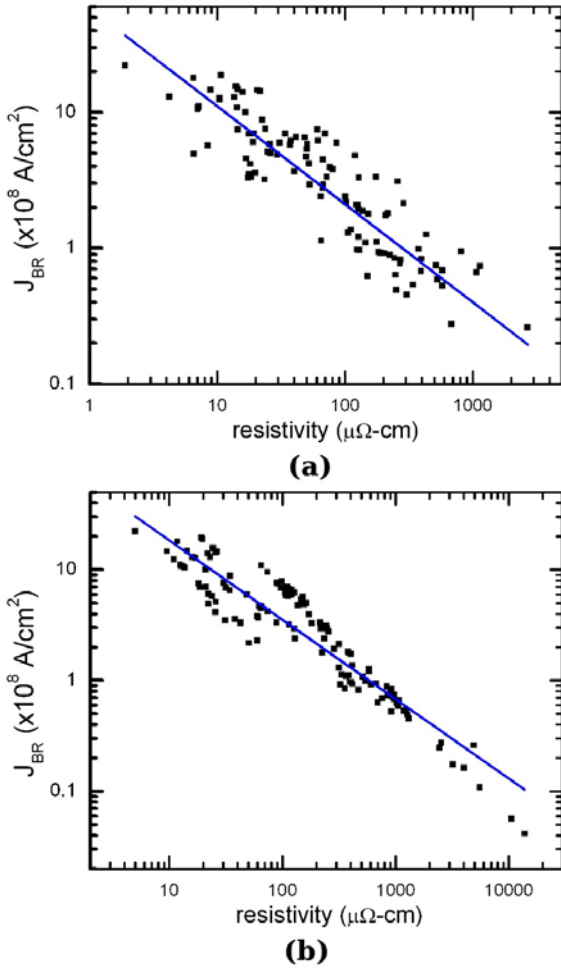 10
1
0.1
J_BR (x10^8 A/cm^2)
1 10 100 1000
resistivity (μΩ-cm)
(a)
10
1
0.1
J_BR (x10^8 A/cm^2)
10 100 1000 10000
resistivity (μΩ-cm)
(b)